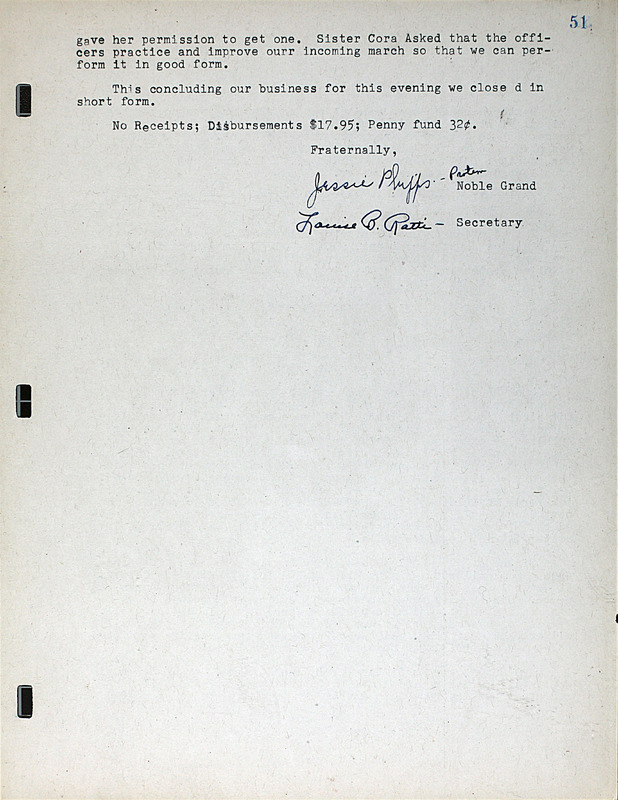 51
gave her permission to get one. Sister Cora Asked that the offi-
cers practice and improve ourr incoming march so that we can per-
form it in good form.
This concluding our business for this evening we close d in
short form.
No Receipts; Disbursements $17.95; Penny fund 32¢.
Fraternally,
Jessie Phipps - Protem
Noble Grand
Louise B. Ratti - Secretary